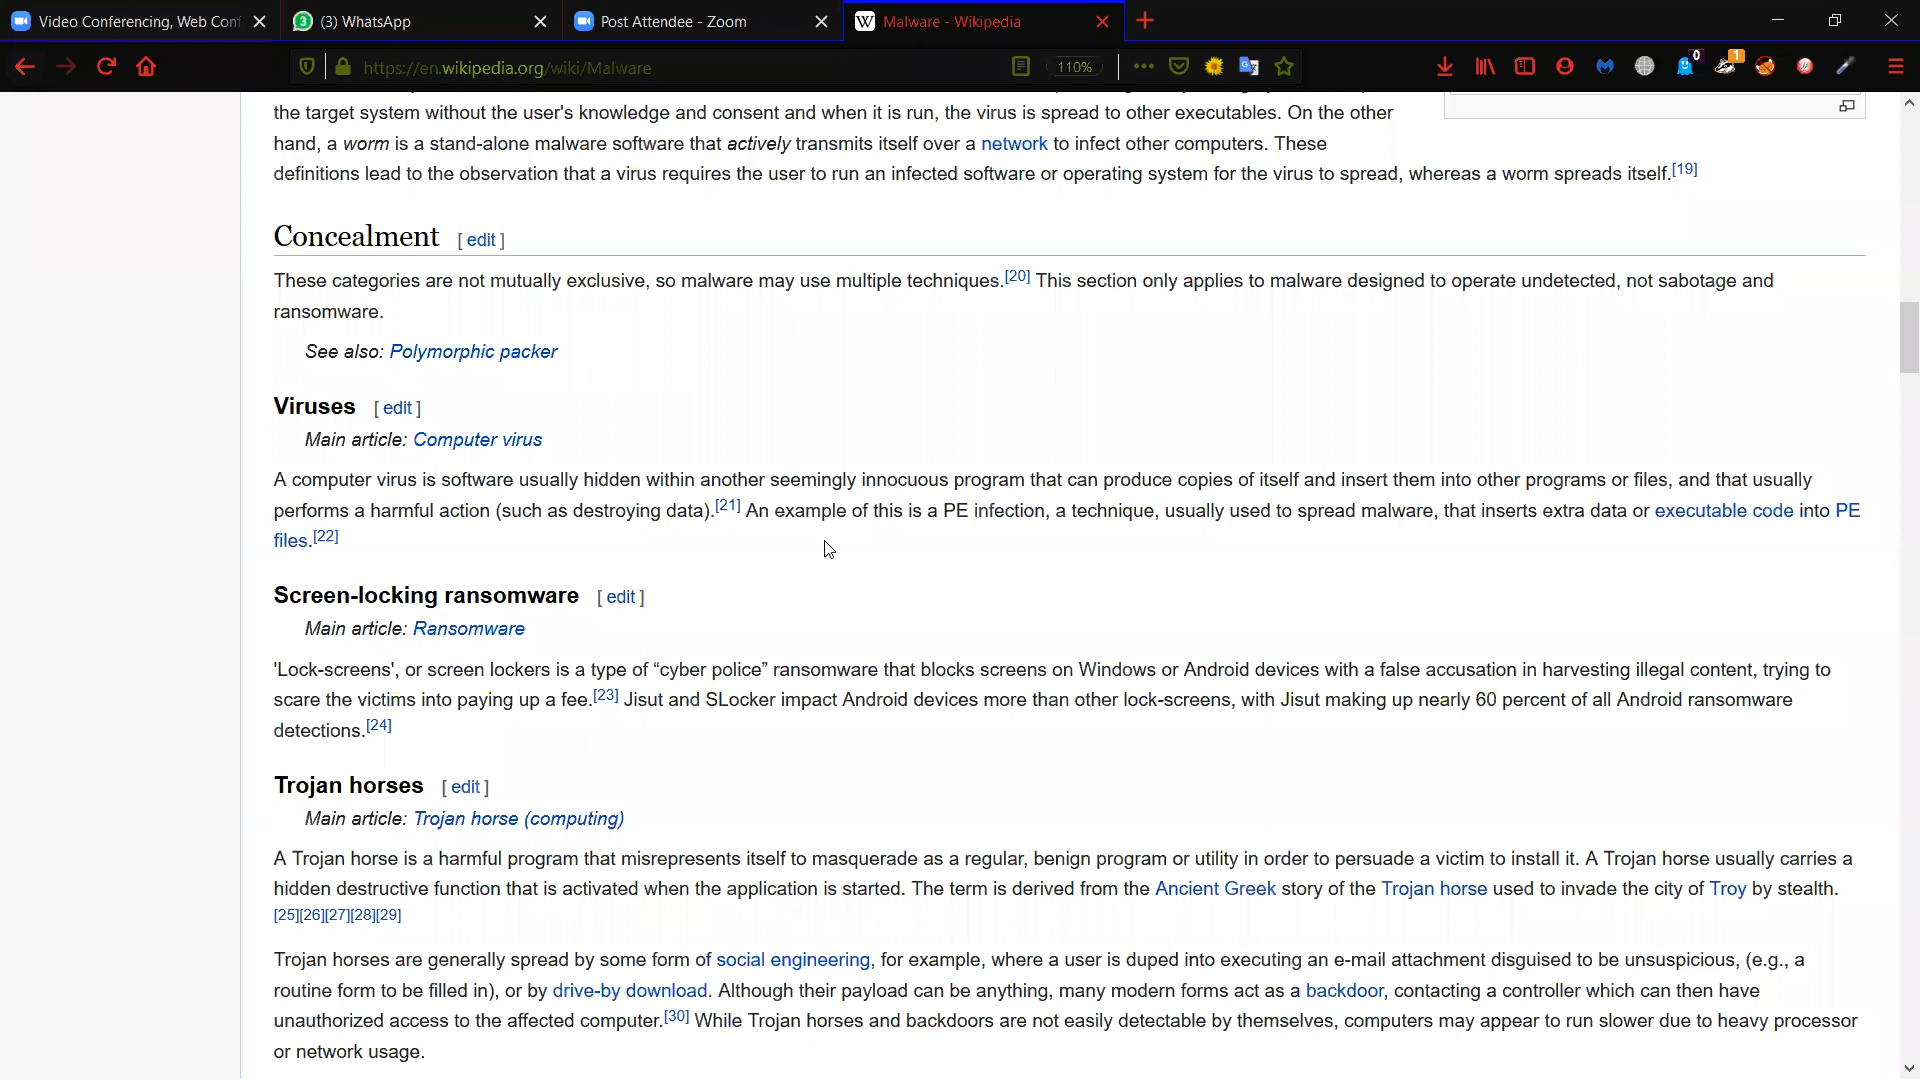 Video Conferencing, Web Conf
(3) WhatsApp
Post Attendee - Zoom
Malware - Wikipedia
https://en.wikipedia.org/wiki/Malware
110%
0
1
the target system without the user's knowledge and consent and when it is run, the virus is spread to other executables. On the other
hand, a worm is a stand-alone malware software that actively transmits itself over a network to infect other computers. These
definitions lead to the observation that a virus requires the user to run an infected software or operating system for the virus to spread, whereas a worm spreads itself.[19]
Concealment [ edit ]
These categories are not mutually exclusive, so malware may use multiple techniques.[20] This section only applies to malware designed to operate undetected, not sabotage and
ransomware.
See also: Polymorphic packer
Viruses [ edit ]
Main article: Computer virus
A computer virus is software usually hidden within another seemingly innocuous program that can produce copies of itself and insert them into other programs or files, and that usually
performs a harmful action (such as destroying data).[21] An example of this is a PE infection, a technique, usually used to spread malware, that inserts extra data or executable code into PE
files.[22]
Screen-locking ransomware [ edit ]
Main article: Ransomware
'Lock-screens', or screen lockers is a type of “cyber police” ransomware that blocks screens on Windows or Android devices with a false accusation in harvesting illegal content, trying to
scare the victims into paying up a fee.[23] Jisut and SLocker impact Android devices more than other lock-screens, with Jisut making up nearly 60 percent of all Android ransomware
detections.[24]
Trojan horses [ edit ]
Main article: Trojan horse (computing)
A Trojan horse is a harmful program that misrepresents itself to masquerade as a regular, benign program or utility in order to persuade a victim to install it. A Trojan horse usually carries a
hidden destructive function that is activated when the application is started. The term is derived from the Ancient Greek story of the Trojan horse used to invade the city of Troy by stealth.
[25][26][27][28][29]
Trojan horses are generally spread by some form of social engineering, for example, where a user is duped into executing an e-mail attachment disguised to be unsuspicious, (e.g., a
routine form to be filled in), or by drive-by download. Although their payload can be anything, many modern forms act as a backdoor, contacting a controller which can then have
unauthorized access to the affected computer.[30] While Trojan horses and backdoors are not easily detectable by themselves, computers may appear to run slower due to heavy processor
or network usage.